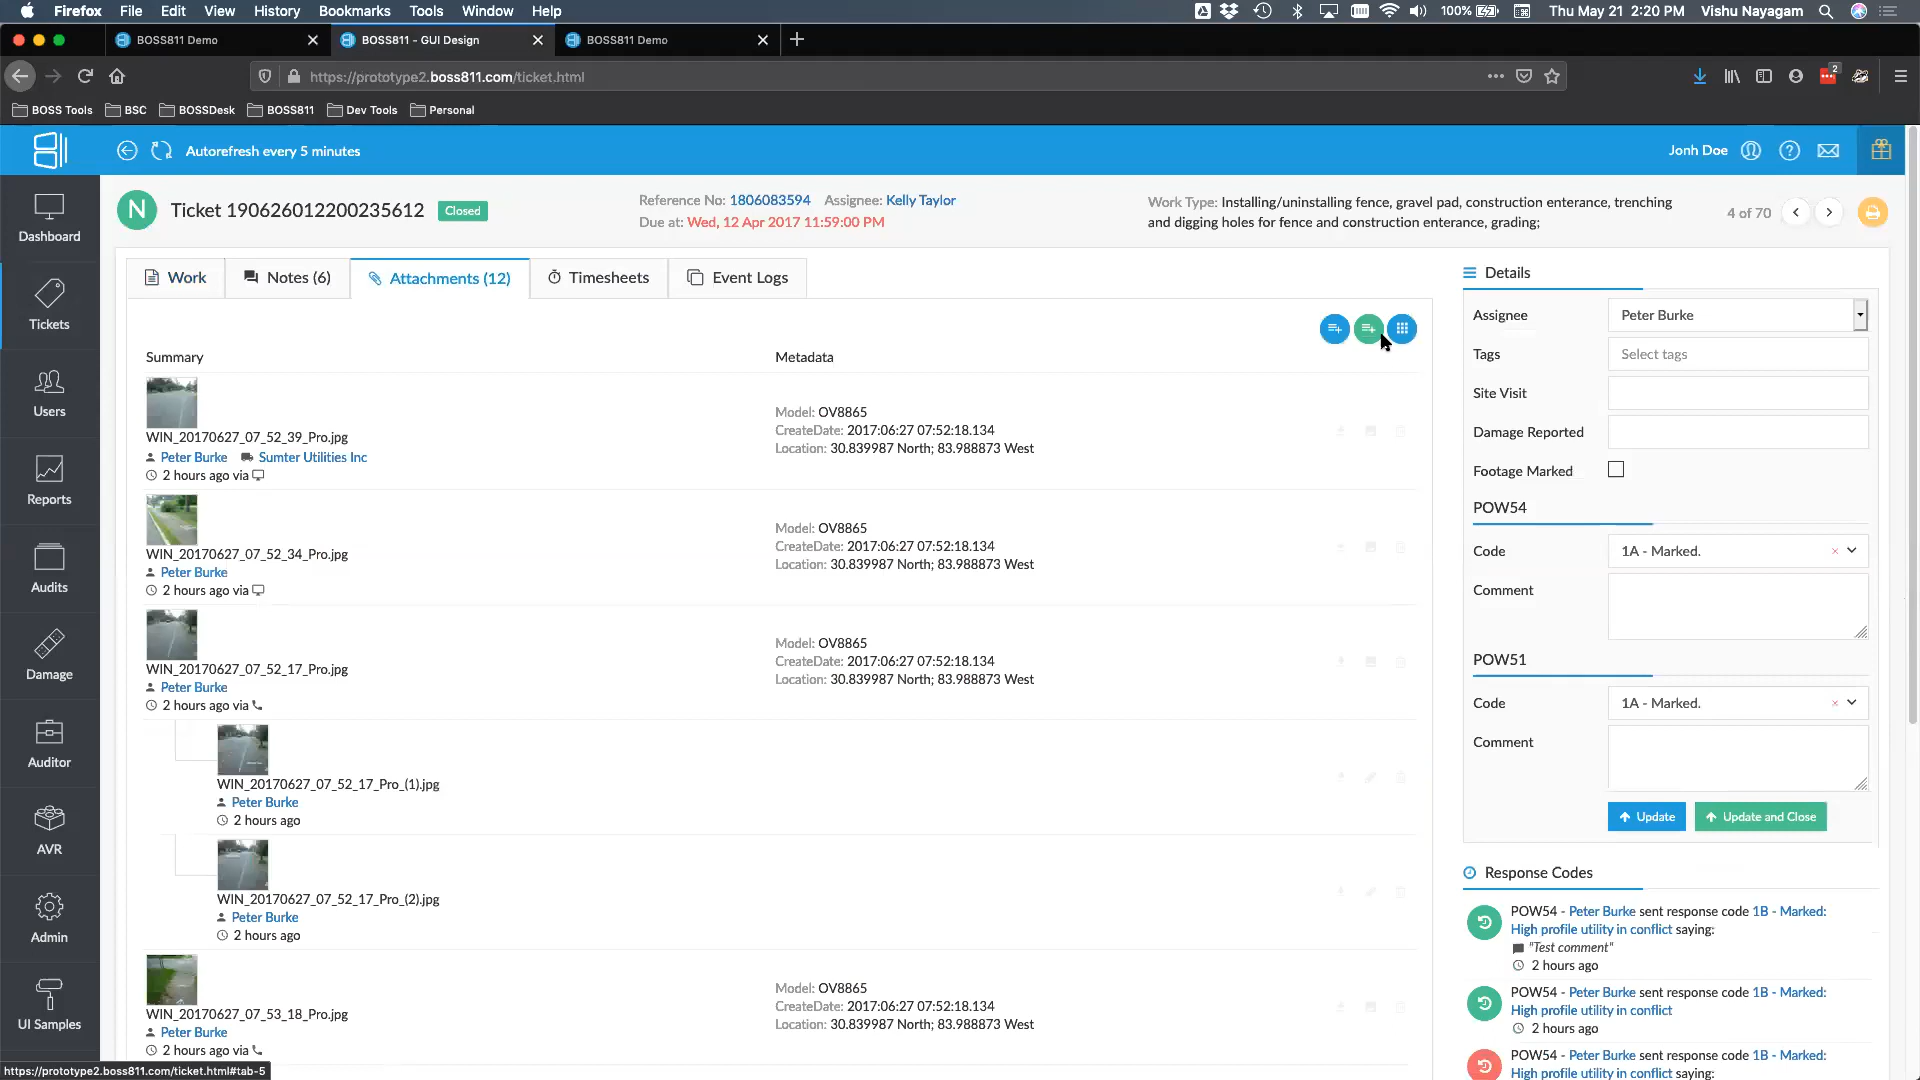 Firefox File Edit View History Bookmarks Tools Window Help
100% Thu May 21 2:20 PM Vishu Nayagam
BOSS811 Demo
BOSS811 - GUI Design
BOSS811 Demo
https://prototype2.boss811.com/ticket.html
2
BOSS Tools BSC BOSSDesk BOSS811 Dev Tools Personal
Autorefresh every 5 minutes
Jonh Doe
Dashboard
Tickets
Users
Reports
Audits
Damage
Auditor
AVR
Admin
UI Samples
N Ticket 190626012200235612 Closed
Reference No: 1806083594 Assignee: Kelly Taylor
Due at: Wed, 12 Apr 2017 11:59:00 PM
Work Type: Installing/uninstalling fence, gravel pad, construction enterance, trenching
and digging holes for fence and construction enterance, grading;
4 of 70
Work Notes (6) Attachments (12) Timesheets Event Logs
Summary Metadata
WIN_20170627_07_52_39_Pro.jpg
Peter Burke Sumter Utilities Inc
2 hours ago via
Model: OV8865
CreateDate: 2017:06:27 07:52:18.134
Location: 30.839987 North; 83.988873 West
WIN_20170627_07_52_34_Pro.jpg
Peter Burke
2 hours ago via
Model: OV8865
CreateDate: 2017:06:27 07:52:18.134
Location: 30.839987 North; 83.988873 West
WIN_20170627_07_52_17_Pro.jpg
Peter Burke
2 hours ago via
Model: OV8865
CreateDate: 2017:06:27 07:52:18.134
Location: 30.839987 North; 83.988873 West
WIN_20170627_07_52_17_Pro_(1).jpg
Peter Burke
2 hours ago
WIN_20170627_07_52_17_Pro_(2).jpg
Peter Burke
2 hours ago
WIN_20170627_07_53_18_Pro.jpg
Peter Burke
2 hours ago via
Model: OV8865
CreateDate: 2017:06:27 07:52:18.134
Location: 30.839987 North; 83.988873 West
Details
Assignee Peter Burke
Tags Select tags
Site Visit
Damage Reported
Footage Marked
POW54
Code 1A - Marked. ×
Comment
POW51
Code 1A - Marked. ×
Comment
Update Update and Close
Response Codes
POW54 - Peter Burke sent response code 1B - Marked:
High profile utility in conflict saying:
"Test comment"
2 hours ago
POW54 - Peter Burke sent response code 1B - Marked:
High profile utility in conflict
2 hours ago
POW54 - Peter Burke sent response code 1B - Marked:
High profile utility in conflict saying:
https://prototype2.boss811.com/ticket.html#tab-5